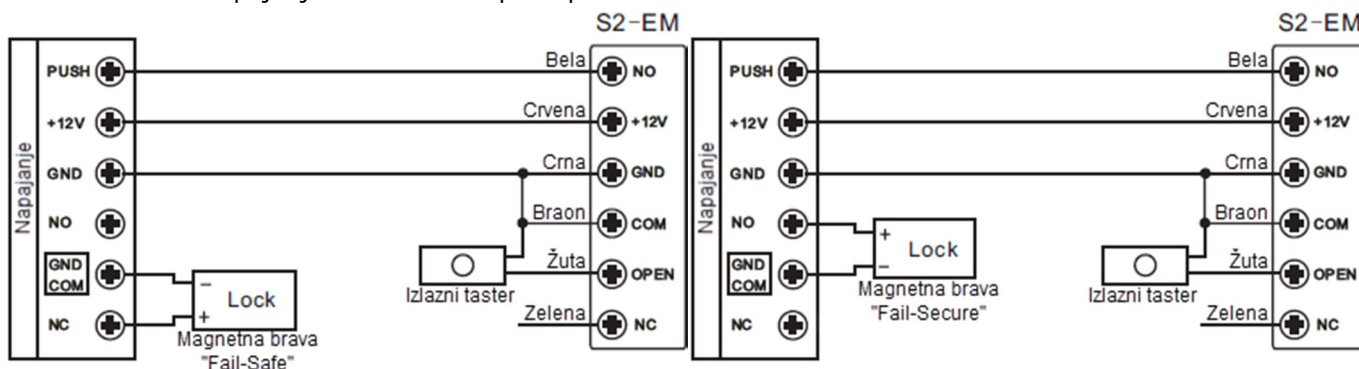 S2-EM
Napajanje
PUSH
+12V
GND
NO
GND
COM
NC
Lock
Magnetna brava
"Fail-Safe"
Izlazni taster
Bela
Crvena
Crna
Braon
Žuta
Zelena
NO
+12V
GND
COM
OPEN
NC
S2-EM
Napajanje
PUSH
+12V
GND
NO
GND
COM
NC
Lock
Magnetna brava
"Fail-Secure"
Izlazni taster
Bela
Crvena
Crna
Braon
Žuta
Zelena
NO
+12V
GND
COM
OPEN
NC